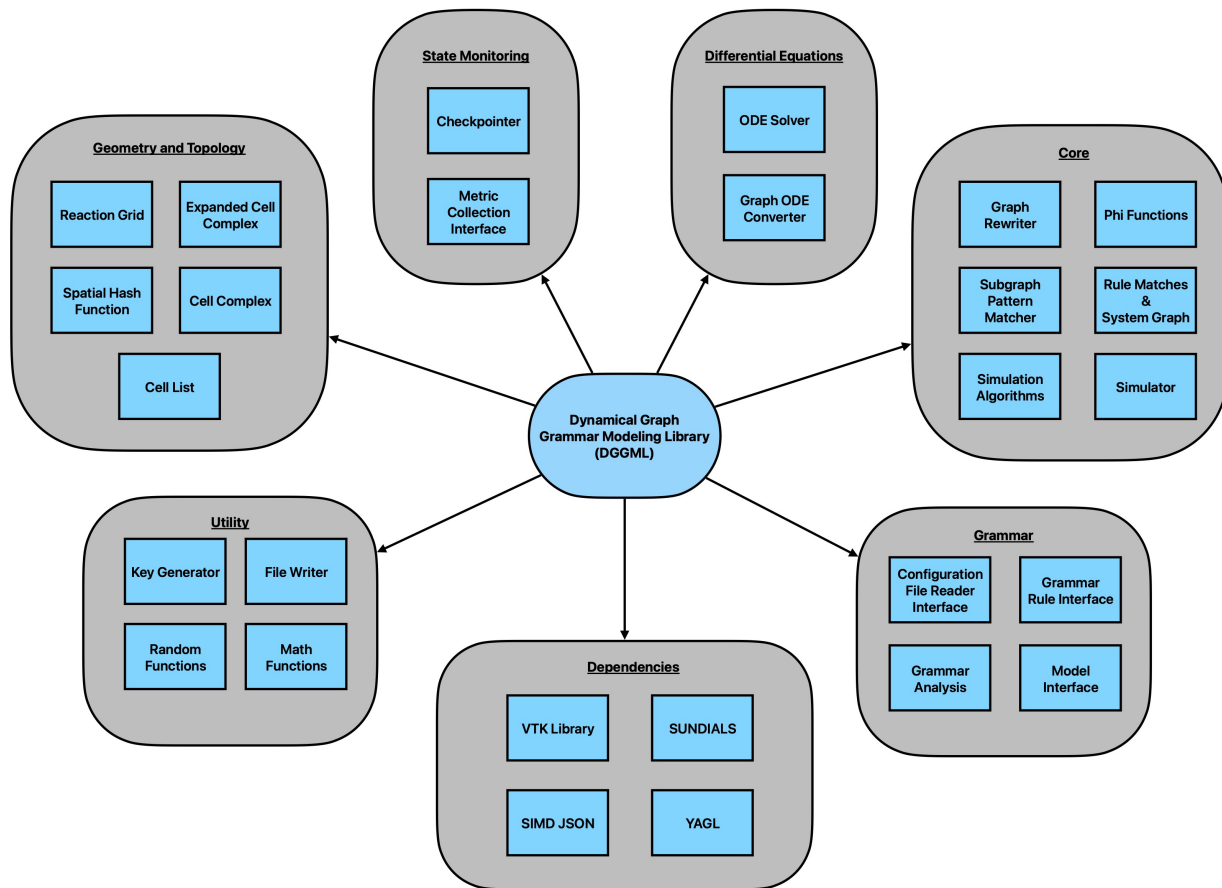 State Monitoring
Checkpointer
Metric
Collection
Interface
Differential Equations
ODE Solver
Graph ODE
Converter
Geometry and Topology
Reaction Grid
Expanded Cell
Complex
Spatial Hash
Function
Cell Complex
Cell List
Core
Graph
Rewriter
Phi Functions
Subgraph
Pattern
Matcher
Rule Matches
&
System Graph
Simulation
Algorithms
Simulator
Dynamical Graph
Grammar Modeling Library
(DGGML)
Utility
Key Generator
File Writer
Random
Functions
Math
Functions
Grammar
Configuration
File Reader
Interface
Grammar
Rule Interface
Grammar
Analysis
Model
Interface
Dependencies
VTK Library
SUNDIALS
SIMD JSON
YAGL